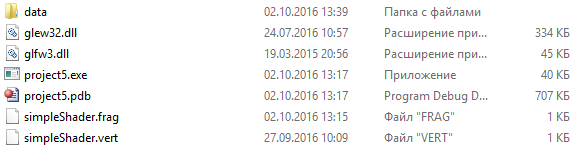 data 02.10.2016 13:39 Папка с файлами
glew32.dll 24.07.2016 10:57 Расширение при... 334 КБ
glfw3.dll 19.03.2015 20:56 Расширение при... 45 КБ
project5.exe 02.10.2016 13:17 Приложение 40 КБ
project5.pdb 02.10.2016 13:17 Program Debug D... 707 КБ
simpleShader.frag 02.10.2016 13:15 Файл "FRAG" 1 КБ
simpleShader.vert 27.09.2016 10:09 Файл "VERT" 1 КБ